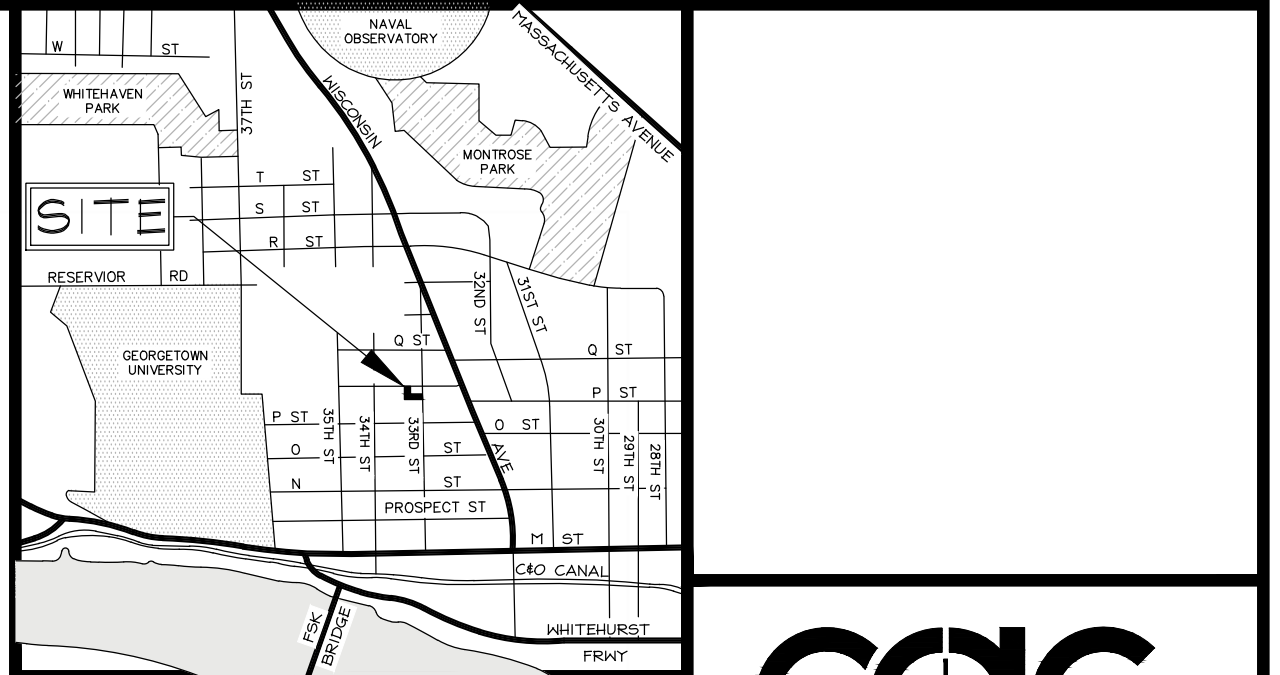 NAVAL
OBSERVATORY
MASSACHUSETTS AVENUE
W ST
37TH ST
WISCONSIN
WHITEHAVEN
PARK
MONTROSE
PARK
T ST
SITE
S ST
R ST
RESERVIOR RD
32ND ST
31ST ST
Q ST
Q ST
GEORGETOWN
UNIVERSITY
P ST
P ST
35TH ST
34TH ST
33RD ST
O ST
30TH ST
29TH ST
28TH ST
AVE
O ST
N ST
PROSPECT ST
M ST
C&O CANAL
FSK
BRIDGE
WHITEHURST
FRWY